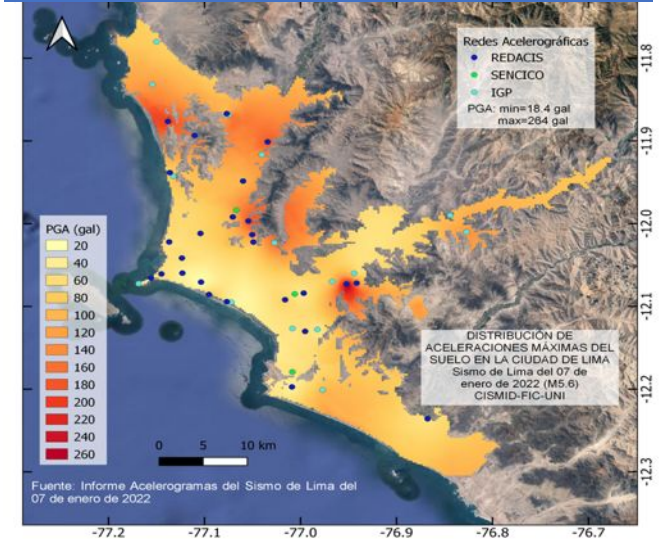 Redes Acelerográficas
REDACIS
SENCICO
IGP
PGA: min=18.4 gal
max=264 gal
-11.8
-11.9
-12.0
-12.1
-12.2
-12.3
PGA (gal)
20
40
60
80
100
120
140
160
180
200
220
240
260
DISTRIBUCIÓN DE
ACELERACIONES MÁXIMAS DEL
SUELO EN LA CIUDAD DE LIMA
Sismo de Lima del 07 de
enero de 2022 (M5.6)
CISMID-FIC-UNI
0 5 10 km
Fuente: Informe Acelerogramas del Sismo de Lima del
07 de enero de 2022
-77.2 -77.1 -77.0 -76.9 -76.8 -76.7